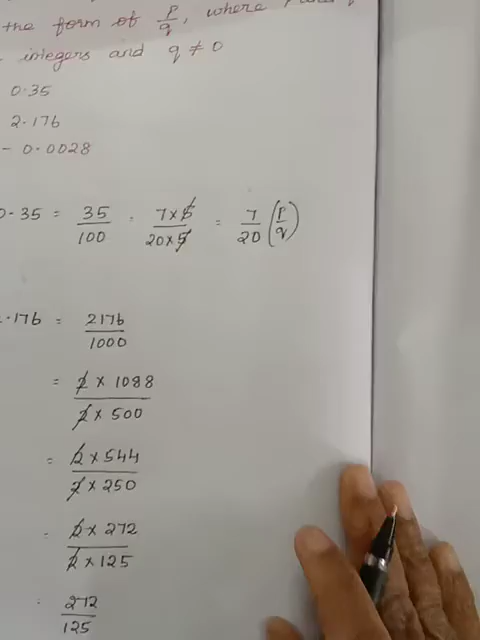 the form of p/q, where
integers and q ≠ 0
0.35
2.176
- 0.0028
0.35 = 35/100 = 7×5/20×5 = 7/20 (p/q)
.176 = 2176/1000
= 2 × 1088/2 × 500
= 2 × 544/2 × 250
= 2 × 272/2 × 125
= 272/125